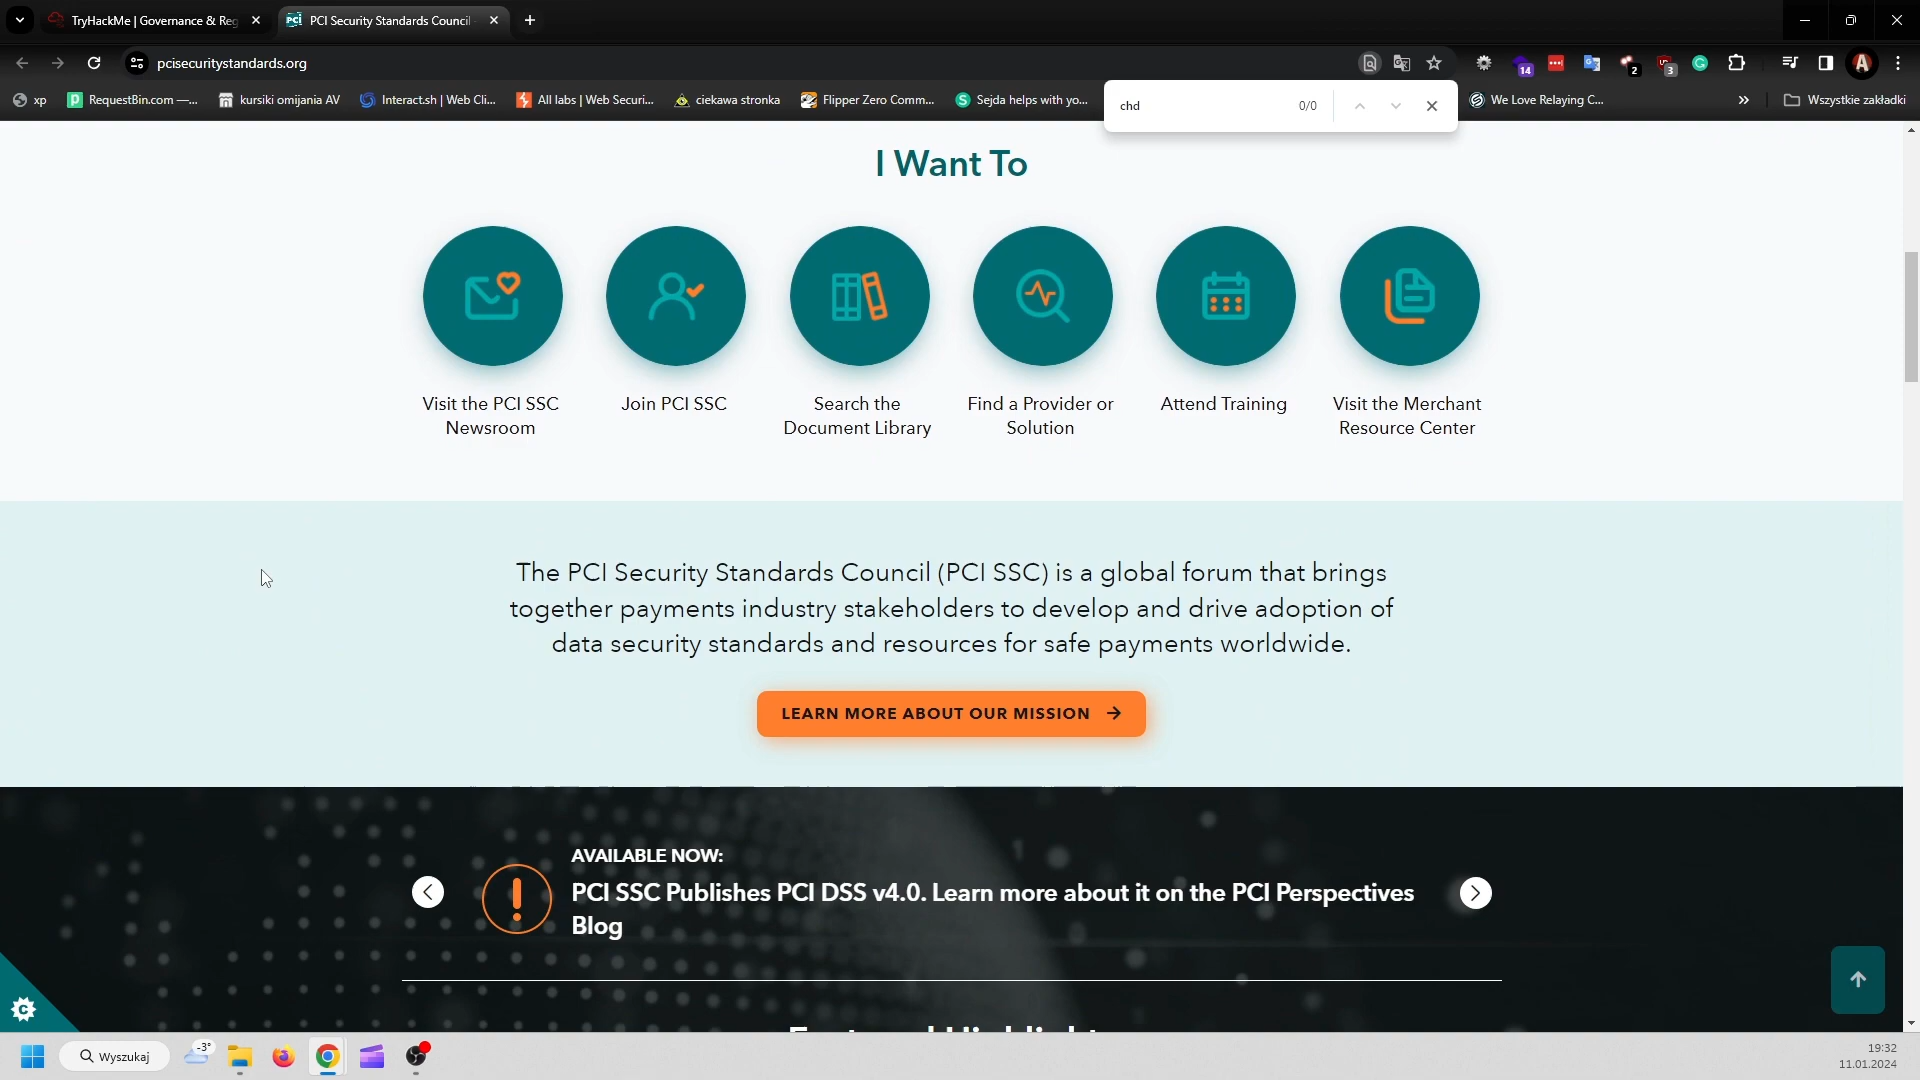 TryHackMe | Governance & Reg
PCI Security Standards Council
pcisecuritystandards.org
14
2
3
A
xp
RequestBin.com —...
kursiki omijania AV
Interact.sh | Web Cli...
All labs | Web Securi...
ciekawa stronka
Flipper Zero Comm...
Sejda helps with yo...
chd
0/0
We Love Relaying C...
Wszystkie zakładki
I Want To
Visit the PCI SSC
Newsroom
Join PCI SSC
Search the
Document Library
Find a Provider or
Solution
Attend Training
Visit the Merchant
Resource Center
The PCI Security Standards Council (PCI SSC) is a global forum that brings
together payments industry stakeholders to develop and drive adoption of
data security standards and resources for safe payments worldwide.
LEARN MORE ABOUT OUR MISSION
AVAILABLE NOW:
PCI SSC Publishes PCI DSS v4.0. Learn more about it on the PCI Perspectives
Blog
Wyszukaj
-3°
19:32
11.01.2024